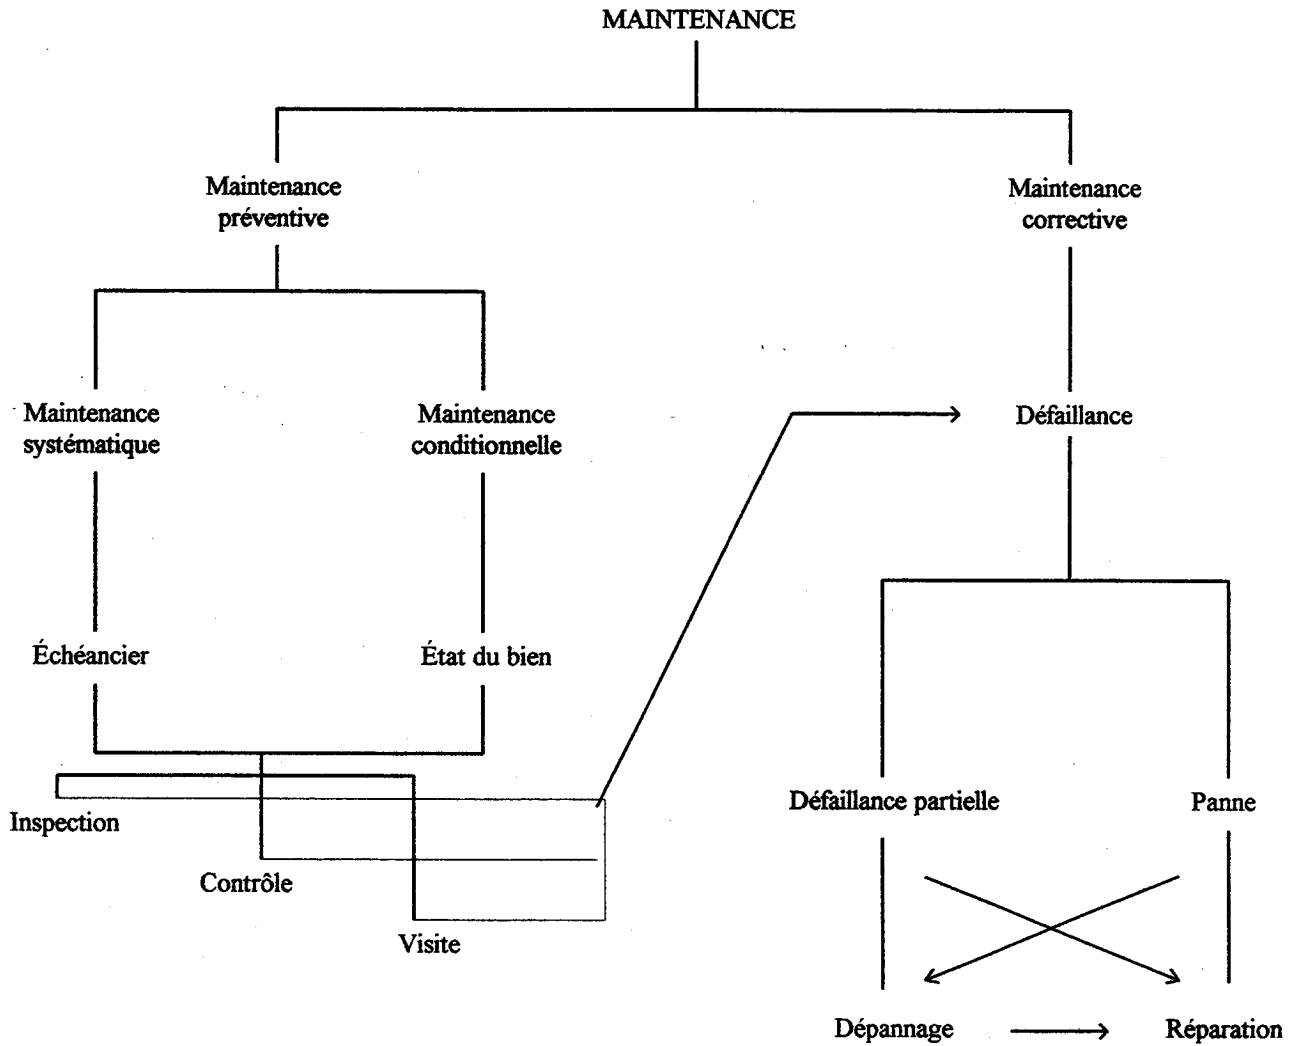 MAINTENANCE
Maintenance
préventive
Maintenance
corrective
Maintenance
systématique
Maintenance
conditionnelle
Défaillance
Échéancier
État du bien
Inspection
Contrôle
Visite
Défaillance partielle
Panne
Dépannage
Réparation